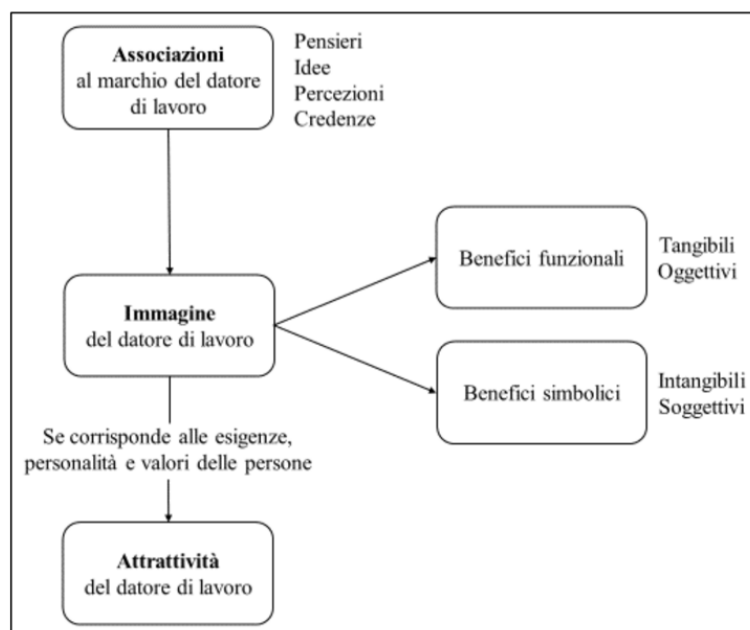 Associazioni
al marchio del datore
di lavoro
Pensieri
Idee
Percezioni
Credenze
Benefici funzionali
Tangibili
Oggettivi
Immagine
del datore di lavoro
Benefici simbolici
Intangibili
Soggettivi
Se corrisponde alle esigenze,
personalità e valori delle persone
Attrattività
del datore di lavoro